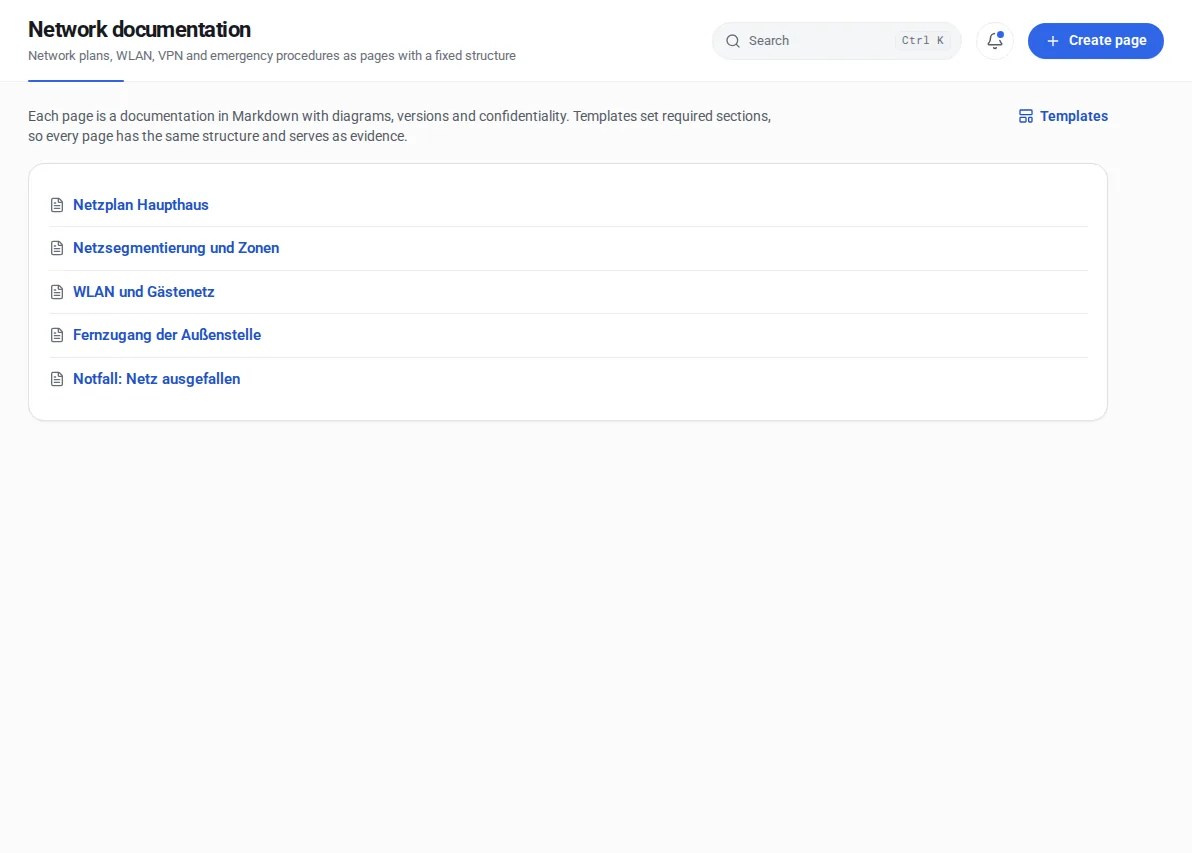 Network documentation
Network plans, WLAN, VPN and emergency procedures as pages with a fixed structure
Search
Ctrl K
Create page
Each page is a documentation in Markdown with diagrams, versions and confidentiality. Templates set required sections,
so every page has the same structure and serves as evidence.
Templates
Netzplan Haupthaus
Netzsegmentierung und Zonen
WLAN und Gästenetz
Fernzugang der Außenstelle
Notfall: Netz ausgefallen